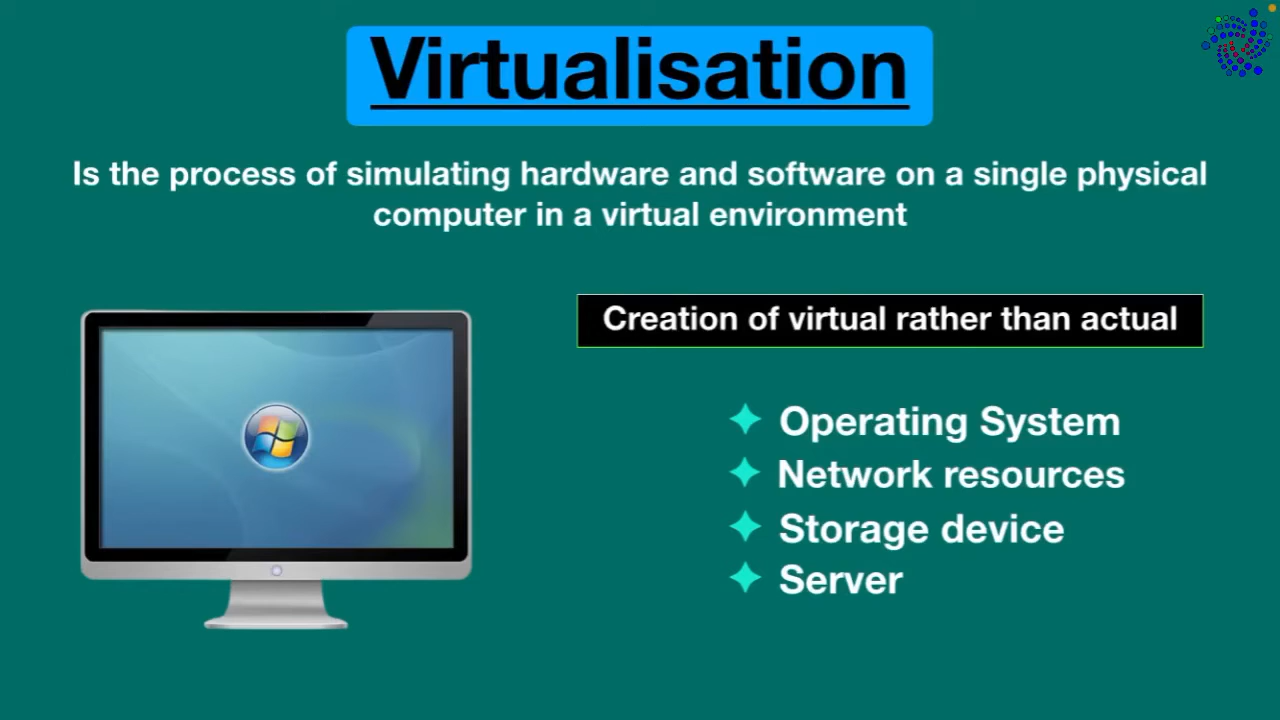 Virtualisation
Is the process of simulating hardware and software on a single physical
computer in a virtual environment
Creation of virtual rather than actual
Operating System
Network resources
Storage device
Server